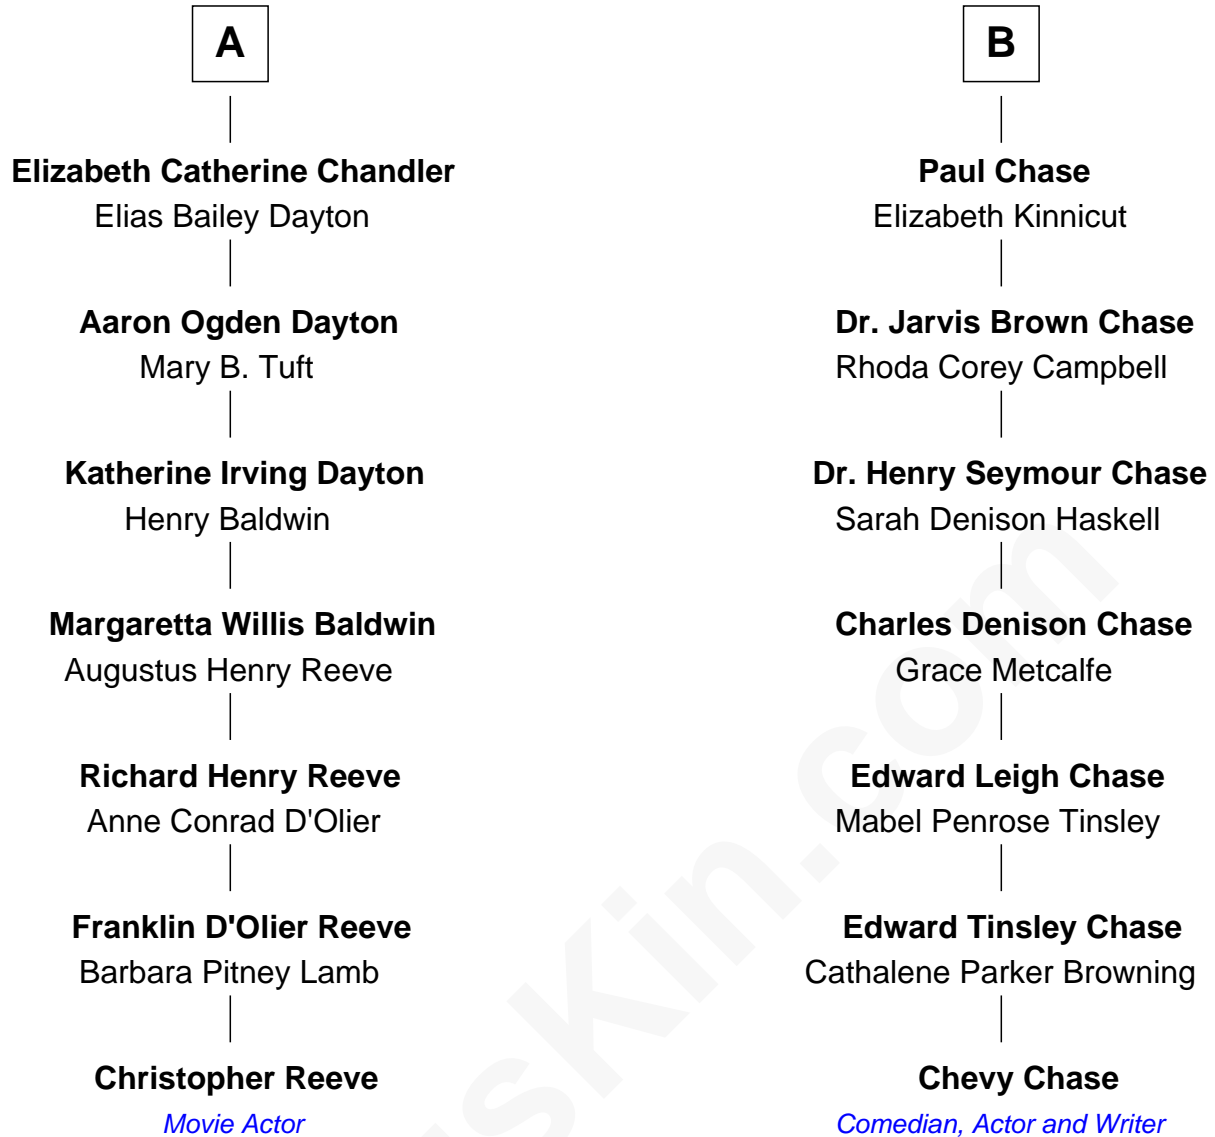 A
Elizabeth Catherine Chandler
Elias Bailey Dayton
Aaron Ogden Dayton
Mary B. Tuft
Katherine Irving Dayton
Henry Baldwin
Margaretta Willis Baldwin
Augustus Henry Reeve
Richard Henry Reeve
Anne Conrad D'Olier
Franklin D'Olier Reeve
Barbara Pitney Lamb
Christopher Reeve
Movie Actor
B
Paul Chase
Elizabeth Kinnicut
Dr. Jarvis Brown Chase
Rhoda Corey Campbell
Dr. Henry Seymour Chase
Sarah Denison Haskell
Charles Denison Chase
Grace Metcalfe
Edward Leigh Chase
Mabel Penrose Tinsley
Edward Tinsley Chase
Cathalene Parker Browning
Chevy Chase
Comedian, Actor and Writer